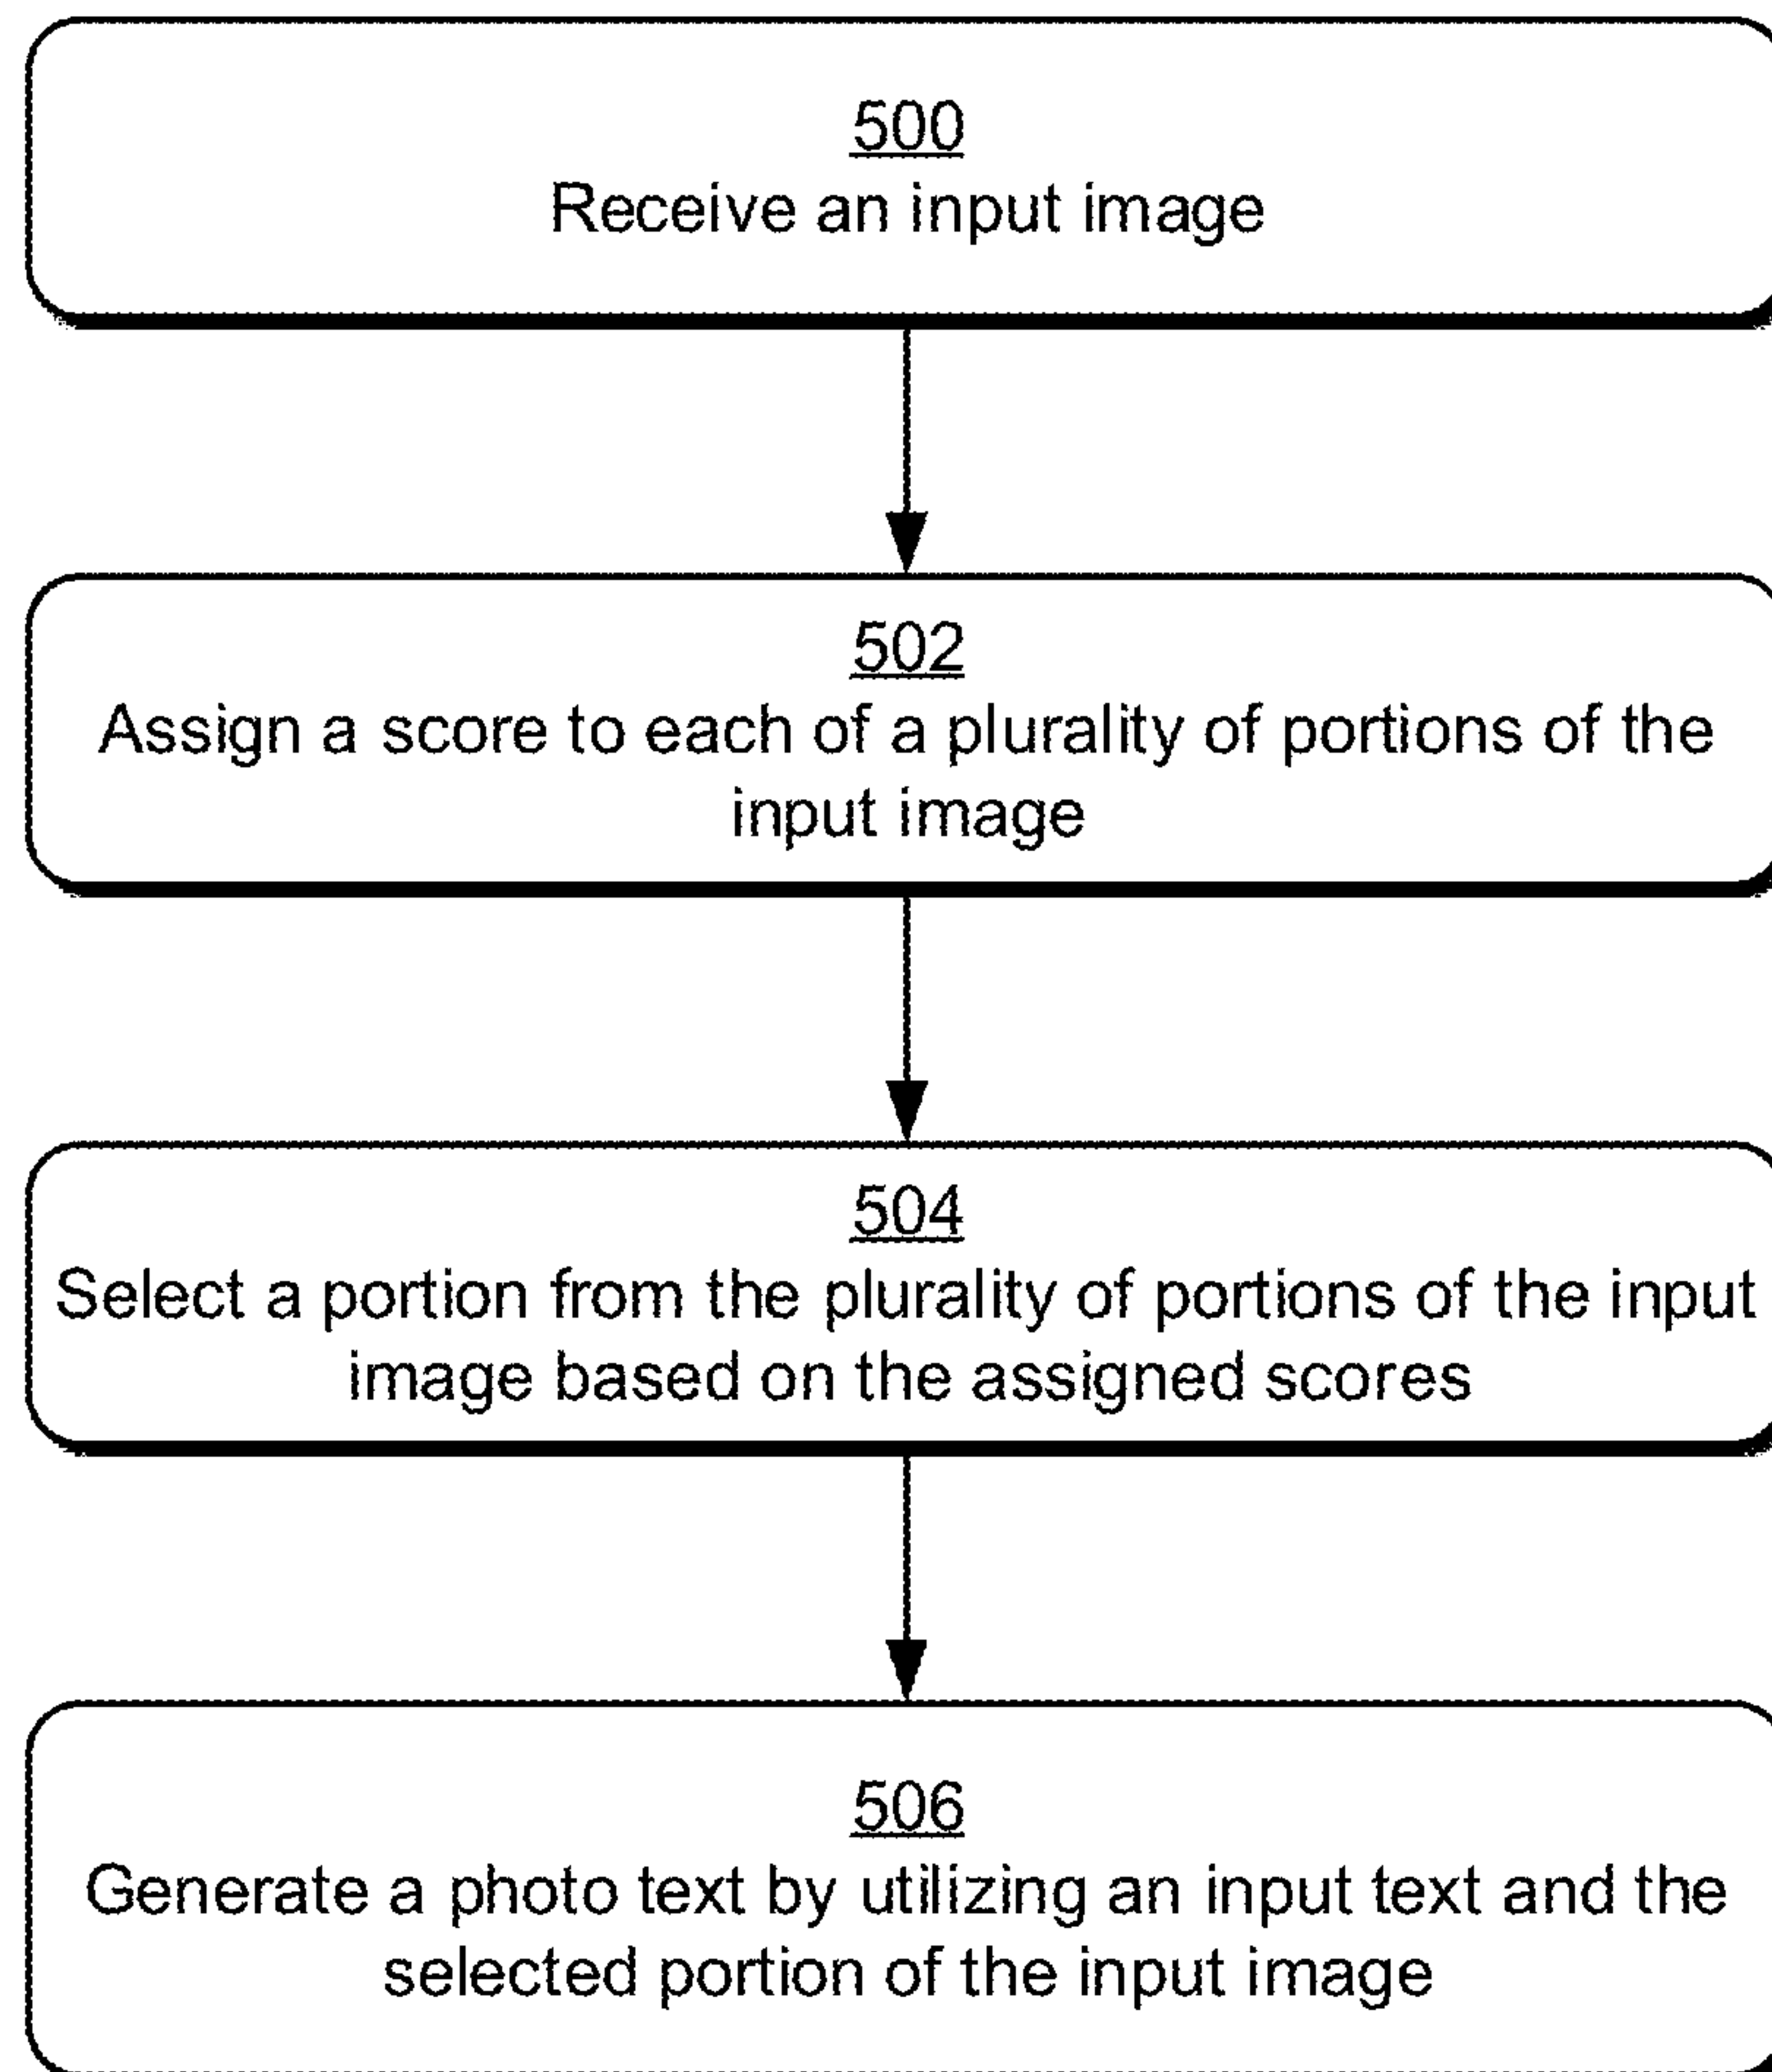 500
Receive an input image
502
Assign a score to each of a plurality of portions of the
input image
504
Select a portion from the plurality of portions of the input
image based on the assigned scores
506
Generate a photo text by utilizing an input text and the
selected portion of the input image